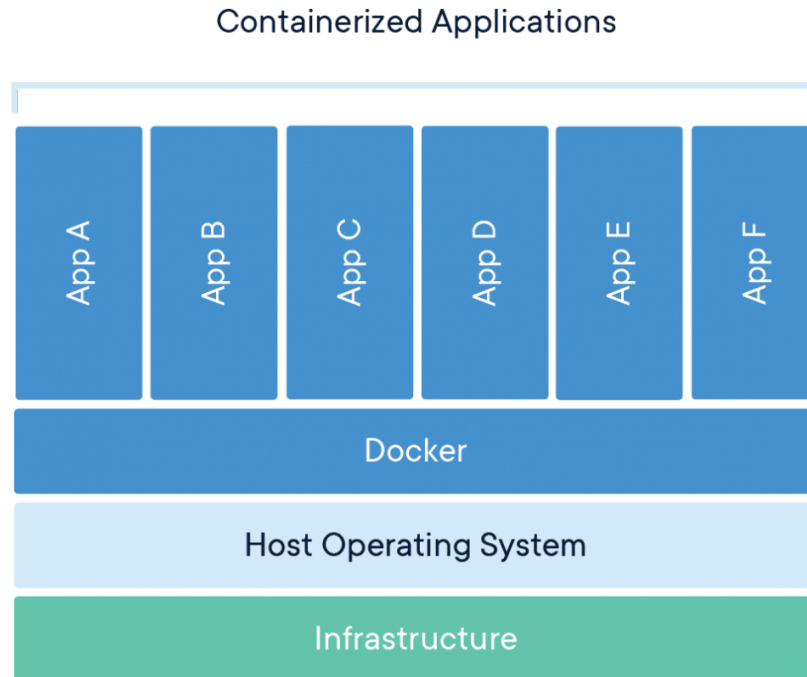 Containerized Applications
App A
App B
App C
App D
App E
App F
Docker
Host Operating System
Infrastructure